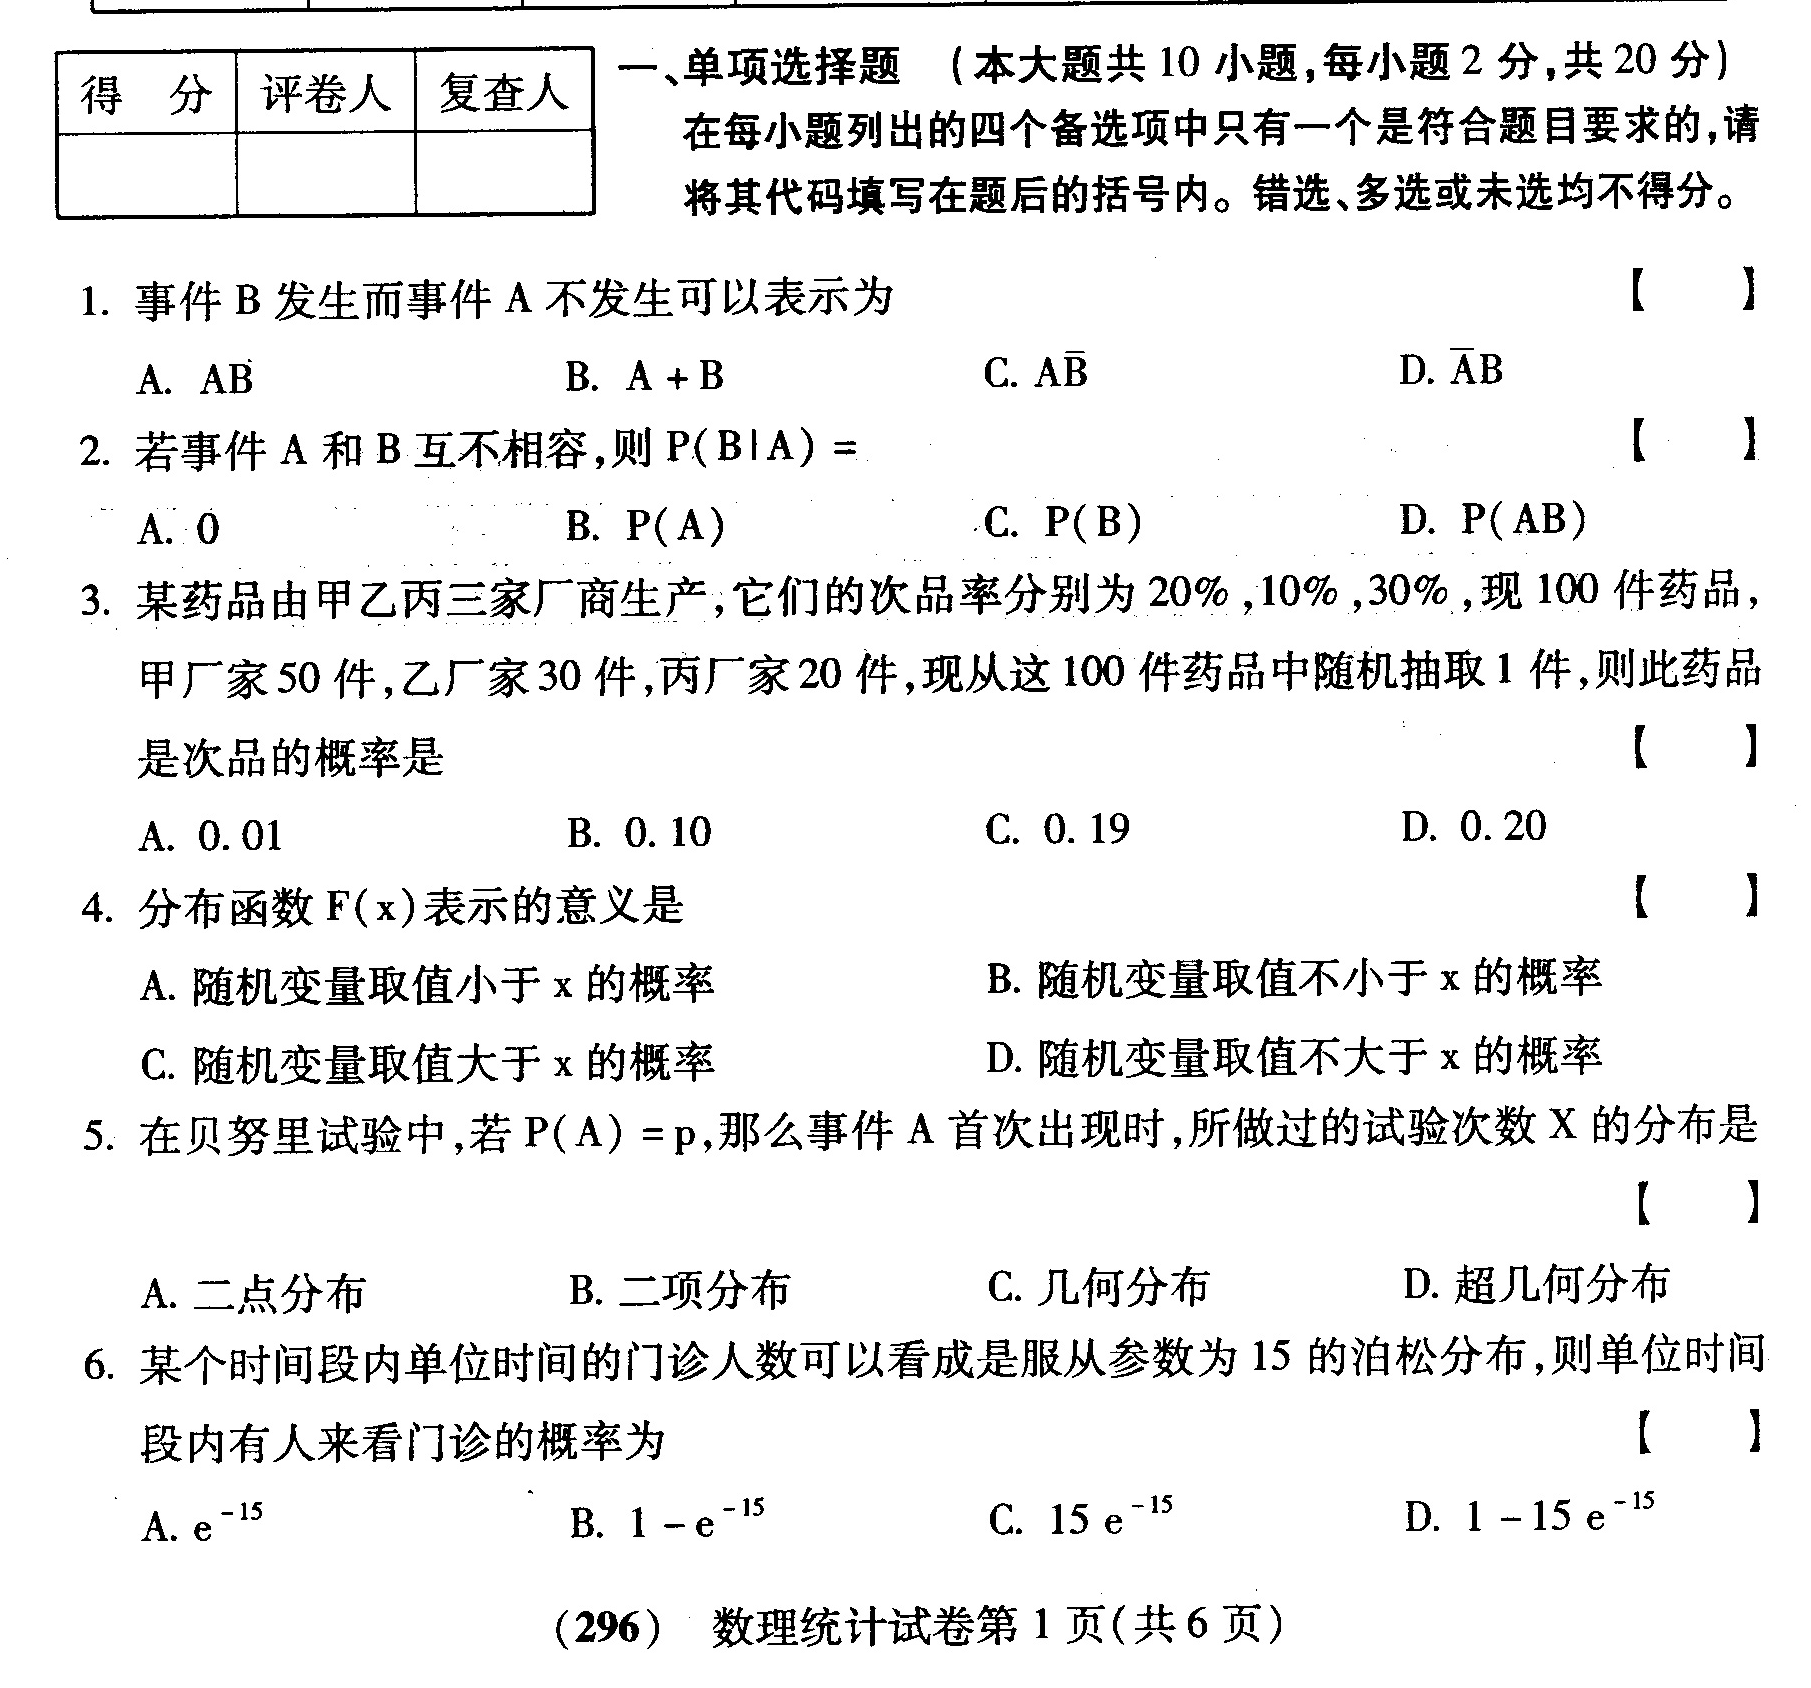 得 分 评卷人 复查人
一、单项选择题 (本大题共 10 小题,每小题 2 分,共 20 分)
在每小题列出的四个备选项中只有一个是符合题目要求的,请
将其代码填写在题后的括号内。错选、多选或未选均不得分。
1. 事件 B 发生而事件 A 不发生可以表示为 【 】
A. AB B. A + B C. AB̅ D. A̅B
2. 若事件 A 和 B 互不相容,则 P(B|A) = 【 】
A. 0 B. P(A) C. P(B) D. P(AB)
3. 某药品由甲乙丙三家厂商生产,它们的次品率分别为 20%,10%,30%,现 100 件药品,
甲厂家 50 件,乙厂家 30 件,丙厂家 20 件,现从这 100 件药品中随机抽取 1 件,则此药品
是次品的概率是 【 】
A. 0.01 B. 0.10 C. 0.19 D. 0.20
4. 分布函数 F(x)表示的意义是 【 】
A. 随机变量取值小于 x 的概率 B. 随机变量取值不小于 x 的概率
C. 随机变量取值大于 x 的概率 D. 随机变量取值不大于 x 的概率
5. 在贝努里试验中,若 P(A) = p,那么事件 A 首次出现时,所做过的试验次数 X 的分布是
【 】
A. 二点分布 B. 二项分布 C. 几何分布 D. 超几何分布
6. 某个时间段内单位时间的门诊人数可以看成是服从参数为 15 的泊松分布,则单位时间
段内有人来看门诊的概率为 【 】
A. e⁻¹⁵ B. 1 - e⁻¹⁵ C. 15 e⁻¹⁵ D. 1 - 15 e⁻¹⁵
(296) 数理统计试卷第 1 页(共 6 页)